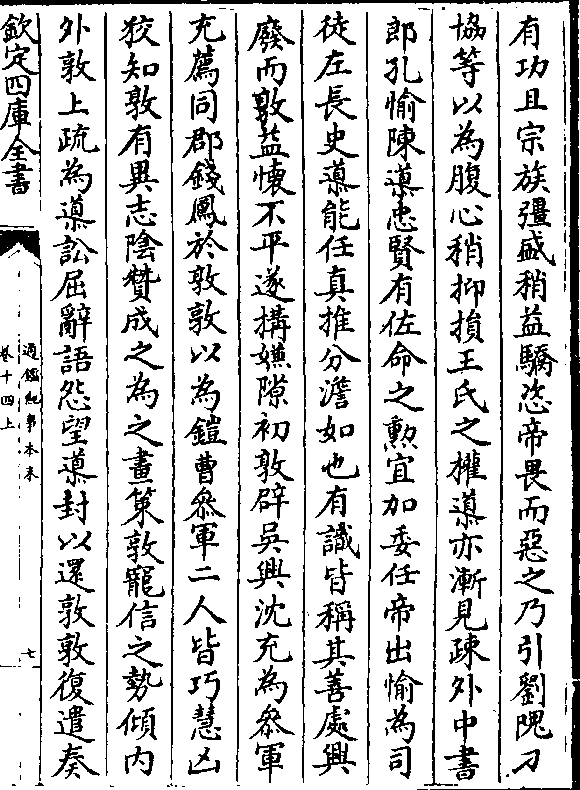 有功且宗族彊盛稍益驕恣帝畏而惡之乃引劉隗刁
協等以為腹心稍抑損王氏之權導亦漸見疎外中書
郎孔愉陳導忠賢有佐命之勲宜加委任帝出愉為司
徒左長史導能任真推分澹如也有識皆稱其善處興
廢而敦益懐不平遂搆嫌隙初敦辟吳興沈充為叅軍
充薦同郡錢鳳於敦敦以為鎧曹叅軍二人皆巧慧凶
狡知敦有異志陰贊成之為之畫策敦寵信之勢傾内
外敦上疏為導訟屈辭語怨望導封以還敦敦復遣奏
欽定四庫全書
通鑑紀事本末
卷十四上
七